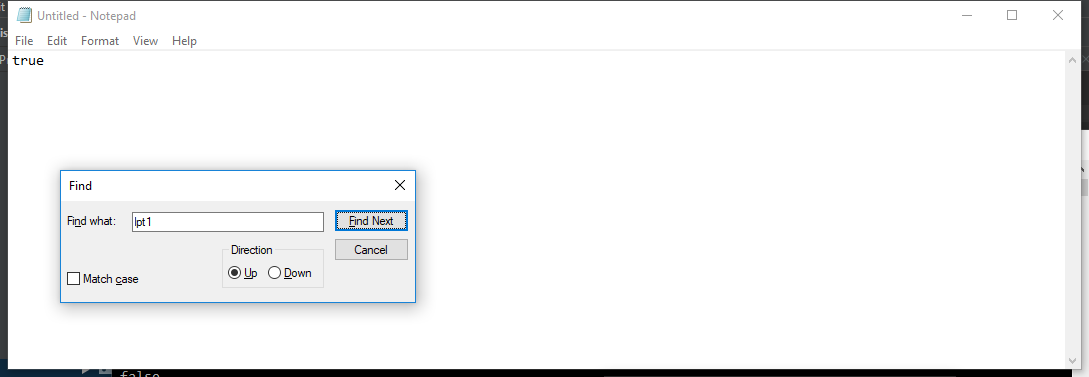 Untitled - Notepad
File Edit Format View Help
true
Find
Find what: lpt1
Find Next
Direction
Cancel
Up Down
Match case
false